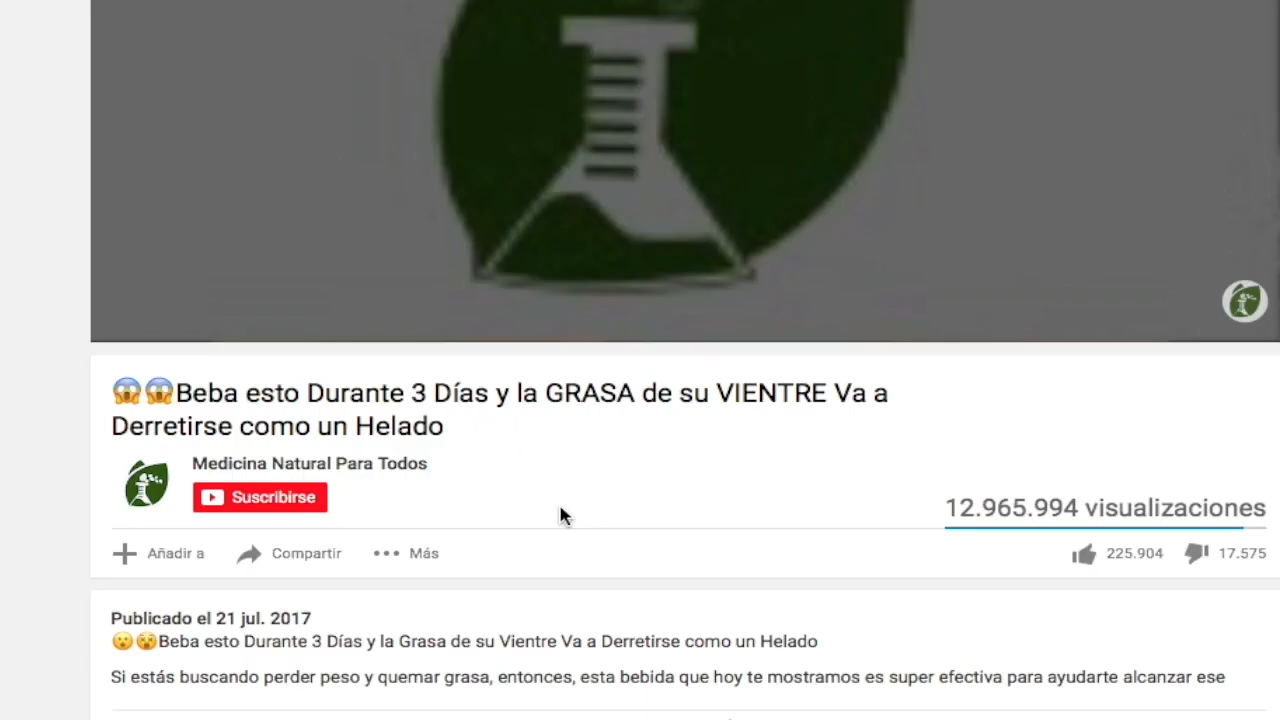 😱😱Beba esto Durante 3 Días y la GRASA de su VIENTRE Va a
Derretirse como un Helado
Medicina Natural Para Todos
Suscribirse
12.965.994 visualizaciones
Añadir a Compartir Más 225.904 17.575
Publicado el 21 jul. 2017
😮😵Beba esto Durante 3 Días y la Grasa de su Vientre Va a Derretirse como un Helado
Si estás buscando perder peso y quemar grasa, entonces, esta bebida que hoy te mostramos es super efectiva para ayudarte alcanzar ese